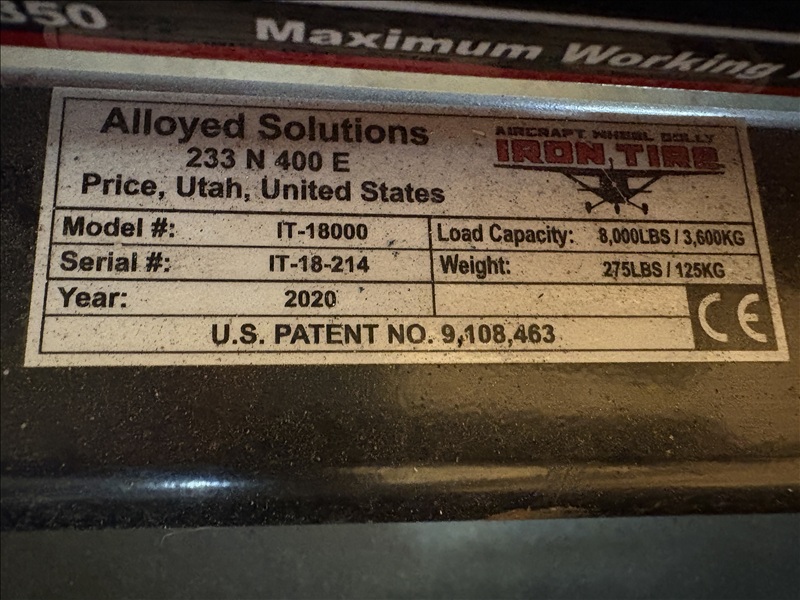 350 Maximum Working
Alloyed Solutions
233 N 400 E
Price, Utah, United States
AIRCRAFT WHEEL DOLLY
IRON TIRE
Model #: IT-18000 Load Capacity: 8,000LBS / 3,600KG
Serial #: IT-18-214 Weight: 275LBS / 125KG
Year: 2020
CE
U.S. PATENT NO. 9,108,463